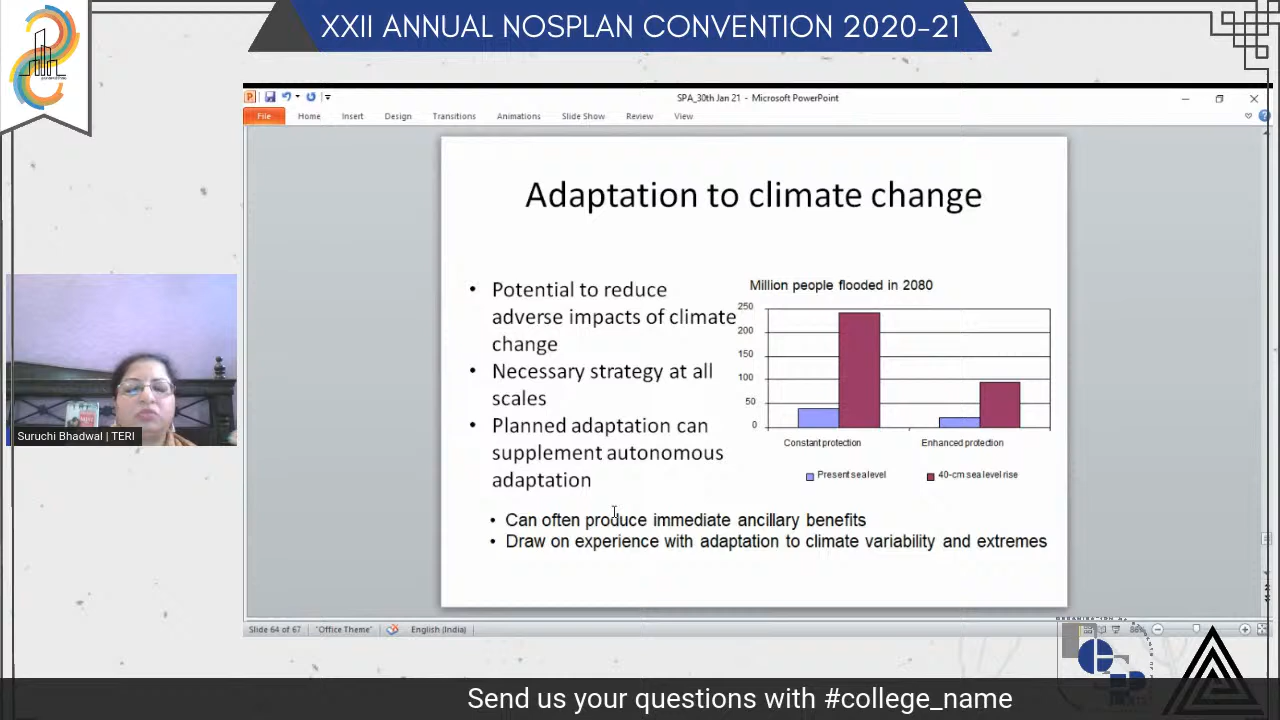 XXII ANNUAL NOSPLAN CONVENTION 2020-21
SPA_30th Jan 21 - Microsoft PowerPoint
File Home Insert Design Transitions Animations Slide Show Review View
Adaptation to climate change
• Potential to reduce
adverse impacts of climate
change
• Necessary strategy at all
scales
• Planned adaptation can
supplement autonomous
adaptation
Million people flooded in 2080
250
200
150
100
50
0
Constant protection Enhanced protection
Present sea level 40-cm sea level rise
• Can often produce immediate ancillary benefits
• Draw on experience with adaptation to climate variability and extremes
Suruchi Bhadwal | TERI
Slide 64 of 67 "Office Theme" English (India)
Send us your questions with #college_name